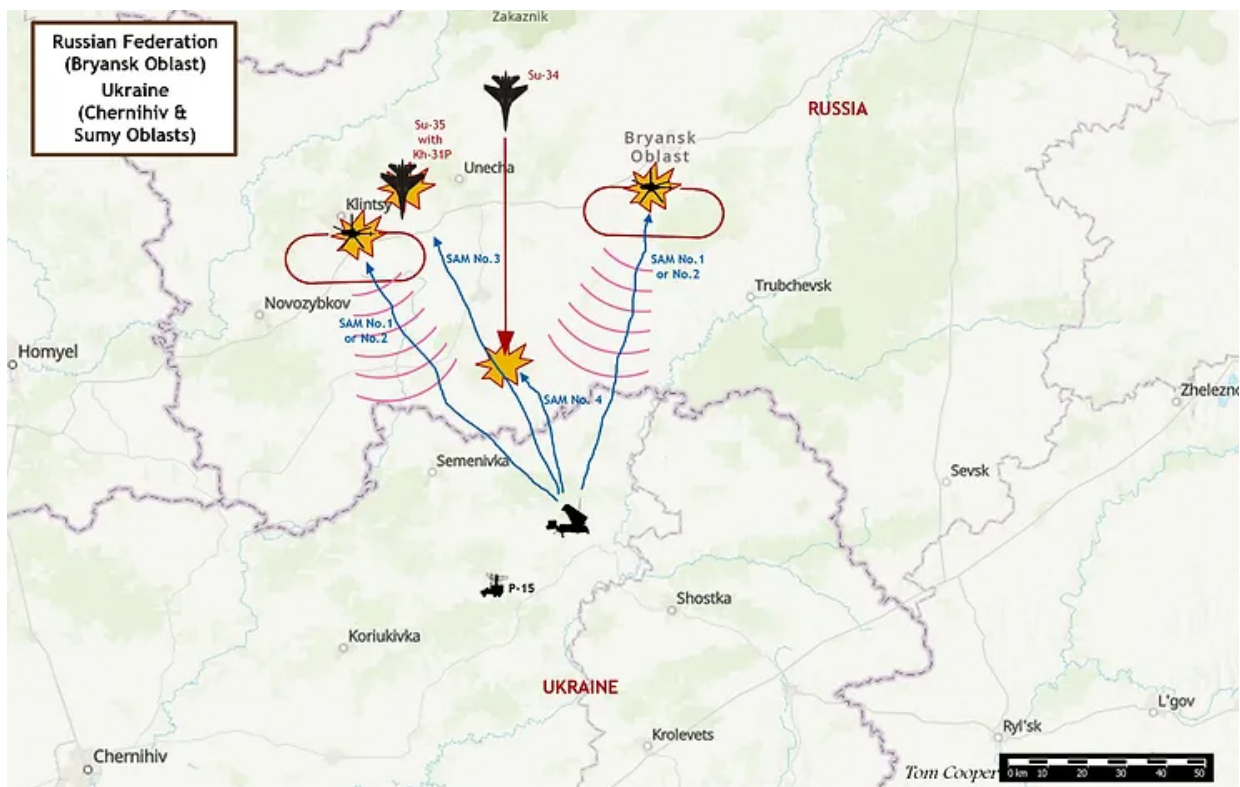 Zakaznik
Russian Federation
(Bryansk Oblast)
Ukraine
(Chernihiv &
Sumy Oblasts)
Su-34
RUSSIA
Su-35
with
Kh-31P
Bryansk
Oblast
Unecha
Klintsy
SAM No.3
SAM No.1
or No.2
Trubchevsk
Novozybkov
SAM No.1
or No.2
Homyel
SAM No. 4
Zhelezno
Semenivka
Sevsk
P-15
Shostka
Koriukivka
UKRAINE
L'gov
Ryl'sk
Krolevets
Chernihiv
Tom Cooper
0 km 10 20 30 40 50